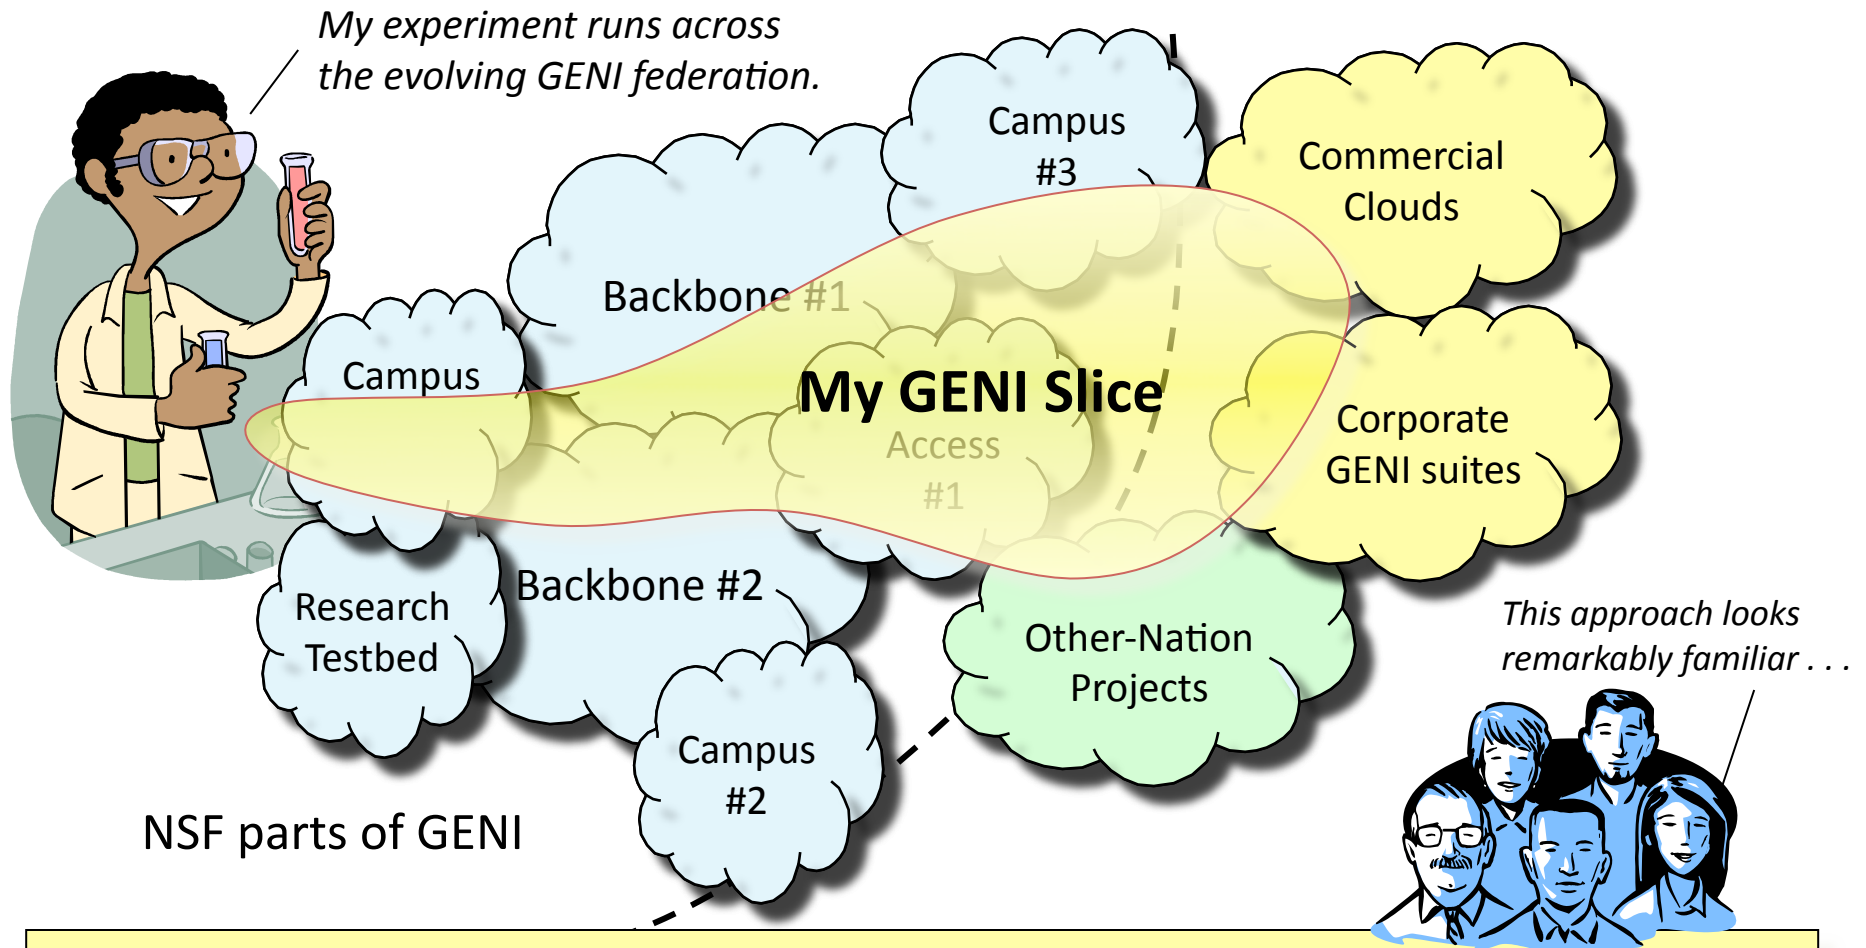 My experiment runs across
the evolving GENI federation.
Campus
#3
Commercial
Clouds
Backbone #1
Campus
My GENI Slice
Access
#1
Corporate
GENI suites
Backbone #2
Research
Testbed
Other-Nation
Projects
This approach looks
remarkably familiar . . .
Campus
#2
NSF parts of GENI